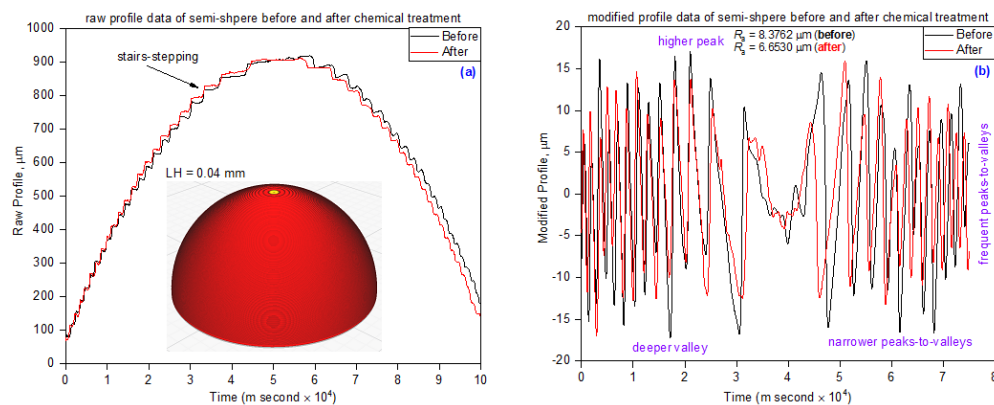 raw profile data of semi-shpere before and after chemical treatment
Before
After
(a)
stairs-stepping
LH = 0.04 mm
Raw Profile, µm
1000
900
800
700
600
500
400
300
200
100
0
0 1 2 3 4 5 6 7 8 9 10
Time (m second × 10⁴)
modified profile data of semi-shpere before and after chemical treatment
Rₐ = 8.3762 µm (before)
Rₐ = 6.6530 µm (after)
Before
After
(b)
higher peak
deeper valley
narrower peaks-to-valleys
frequent peaks-to-valleys
Modified Profile, µm
20
15
10
5
0
-5
-10
-15
-20
0 1 2 3 4 5 6 7 8
Time (m second × 10⁴)